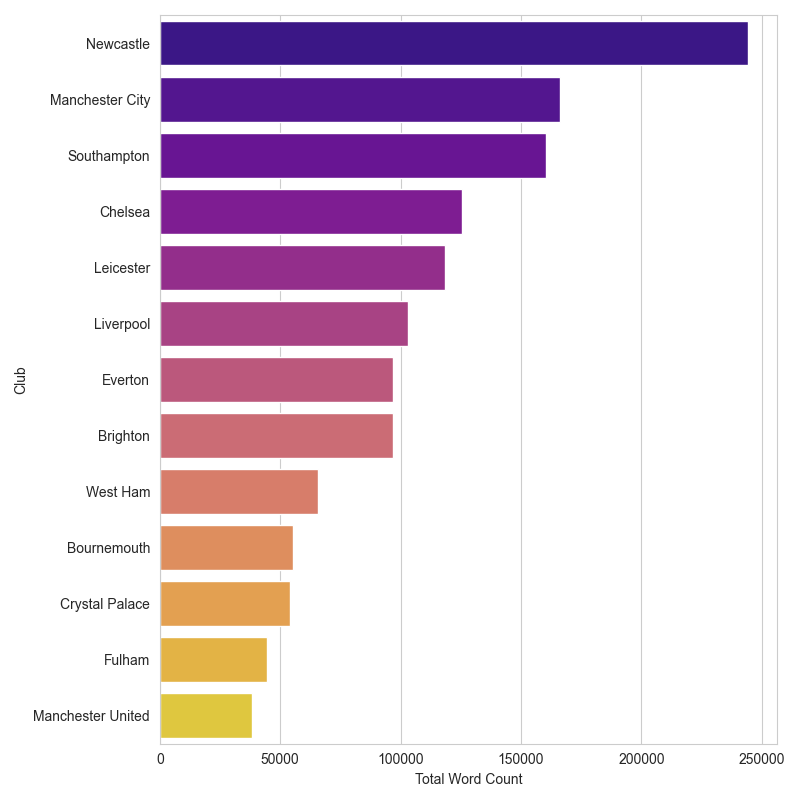 Newcastle
Manchester City
Southampton
Chelsea
Leicester
Liverpool
Everton
Brighton
West Ham
Bournemouth
Crystal Palace
Fulham
Manchester United
Club
0 50000 100000 150000 200000 250000
Total Word Count